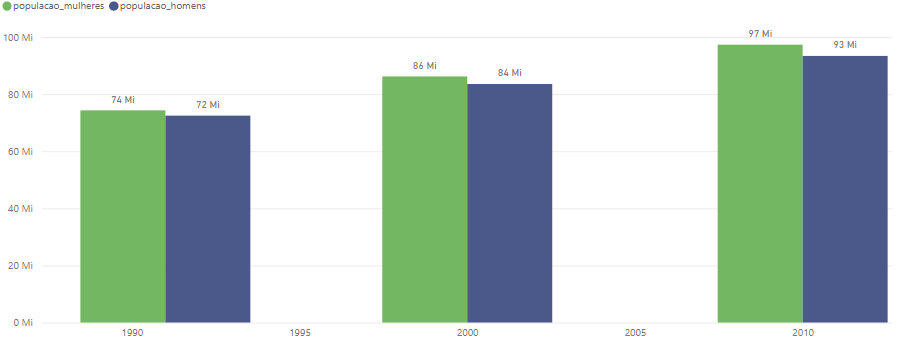 populacao_mulheres populacao_homens
100 Mi
80 Mi
60 Mi
40 Mi
20 Mi
0 Mi
74 Mi 72 Mi
86 Mi 84 Mi
97 Mi 93 Mi
1990 1995 2000 2005 2010